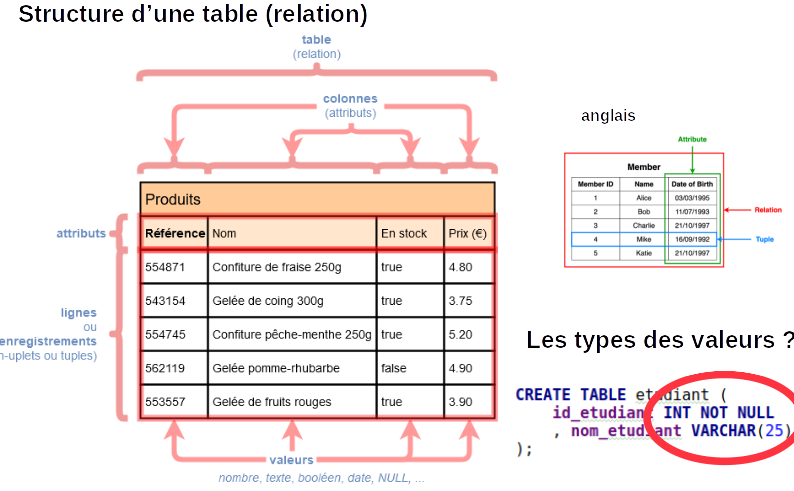 Structure d’une table (relation)
table
(relation)
colonnes
(attributs)
Produits
attributs
Référence Nom En stock Prix (€)
554871 Confiture de fraise 250g true 4.80
543154 Gelée de coing 300g true 3.75
554745 Confiture pêche-menthe 250g true 5.20
562119 Gelée pomme-rhubarbe false 4.90
553557 Gelée de fruits rouges true 3.90
lignes
ou
enregistrements
n-uplets ou tuples)
valeurs
nombre, texte, booléen, date, NULL, ...
anglais
Attribute
Member
Member ID Name Date of Birth
1 Alice 03/03/1995
2 Bob 11/07/1993
3 Charlie 21/10/1997
4 Mike 16/09/1992
5 Katie 21/10/1997
Relation
Tuple
Les types des valeurs ?
CREATE TABLE etudiant (
id_etudiant INT NOT NULL
, nom_etudiant VARCHAR(25)
);